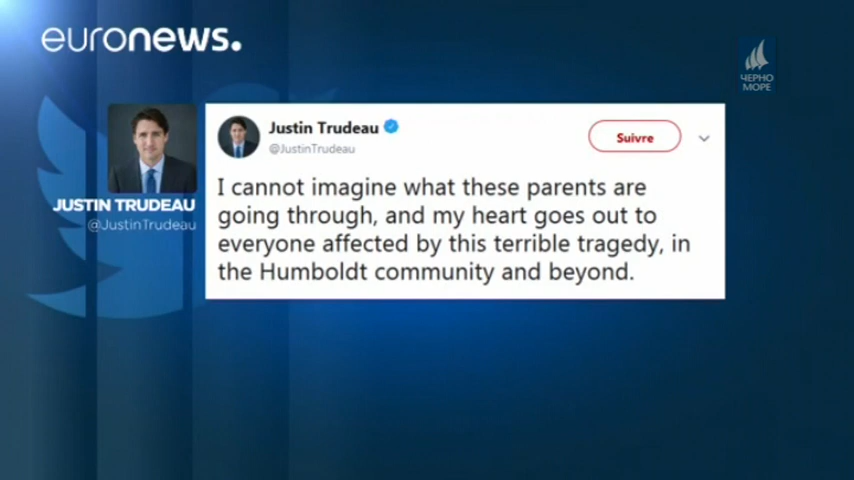 euronews.
ЧЕРНО
МОРЕ
JUSTIN TRUDEAU
@JustinTrudeau
Justin Trudeau
@JustinTrudeau
Suivre
I cannot imagine what these parents are
going through, and my heart goes out to
everyone affected by this terrible tragedy, in
the Humboldt community and beyond.